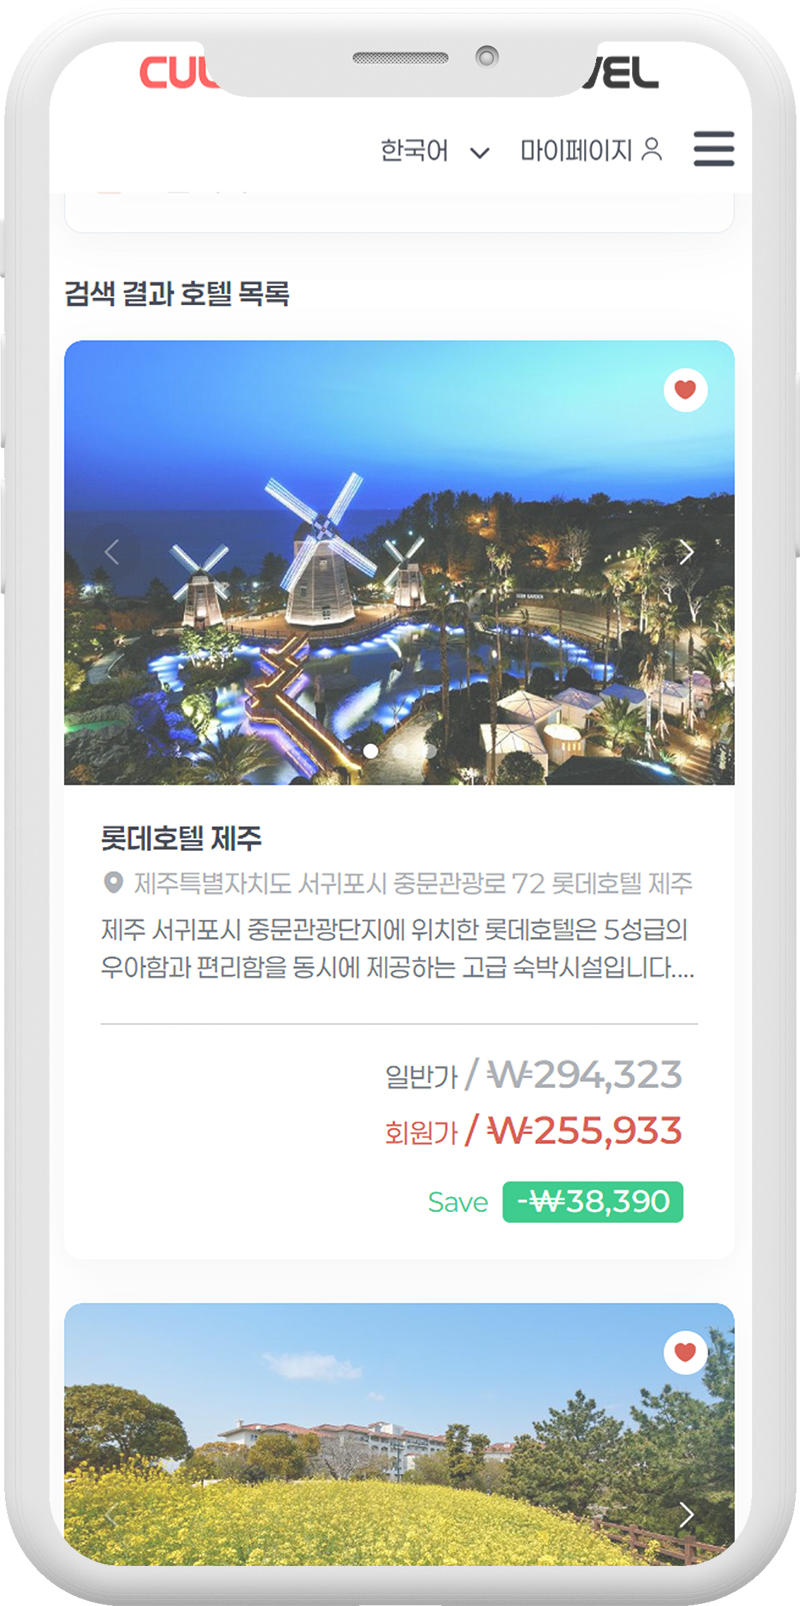 한국어 마이페이지
검색 결과 호텔 목록
롯데호텔 제주
제주특별자치도 서귀포시 중문관광로 72 롯데호텔 제주
제주 서귀포시 중문관광단지에 위치한 롯데호텔은 5성급의
우아함과 편리함을 동시에 제공하는 고급 숙박시설입니다....
일반가 / ₩294,323
회원가 / ₩255,933
Save -₩38,390